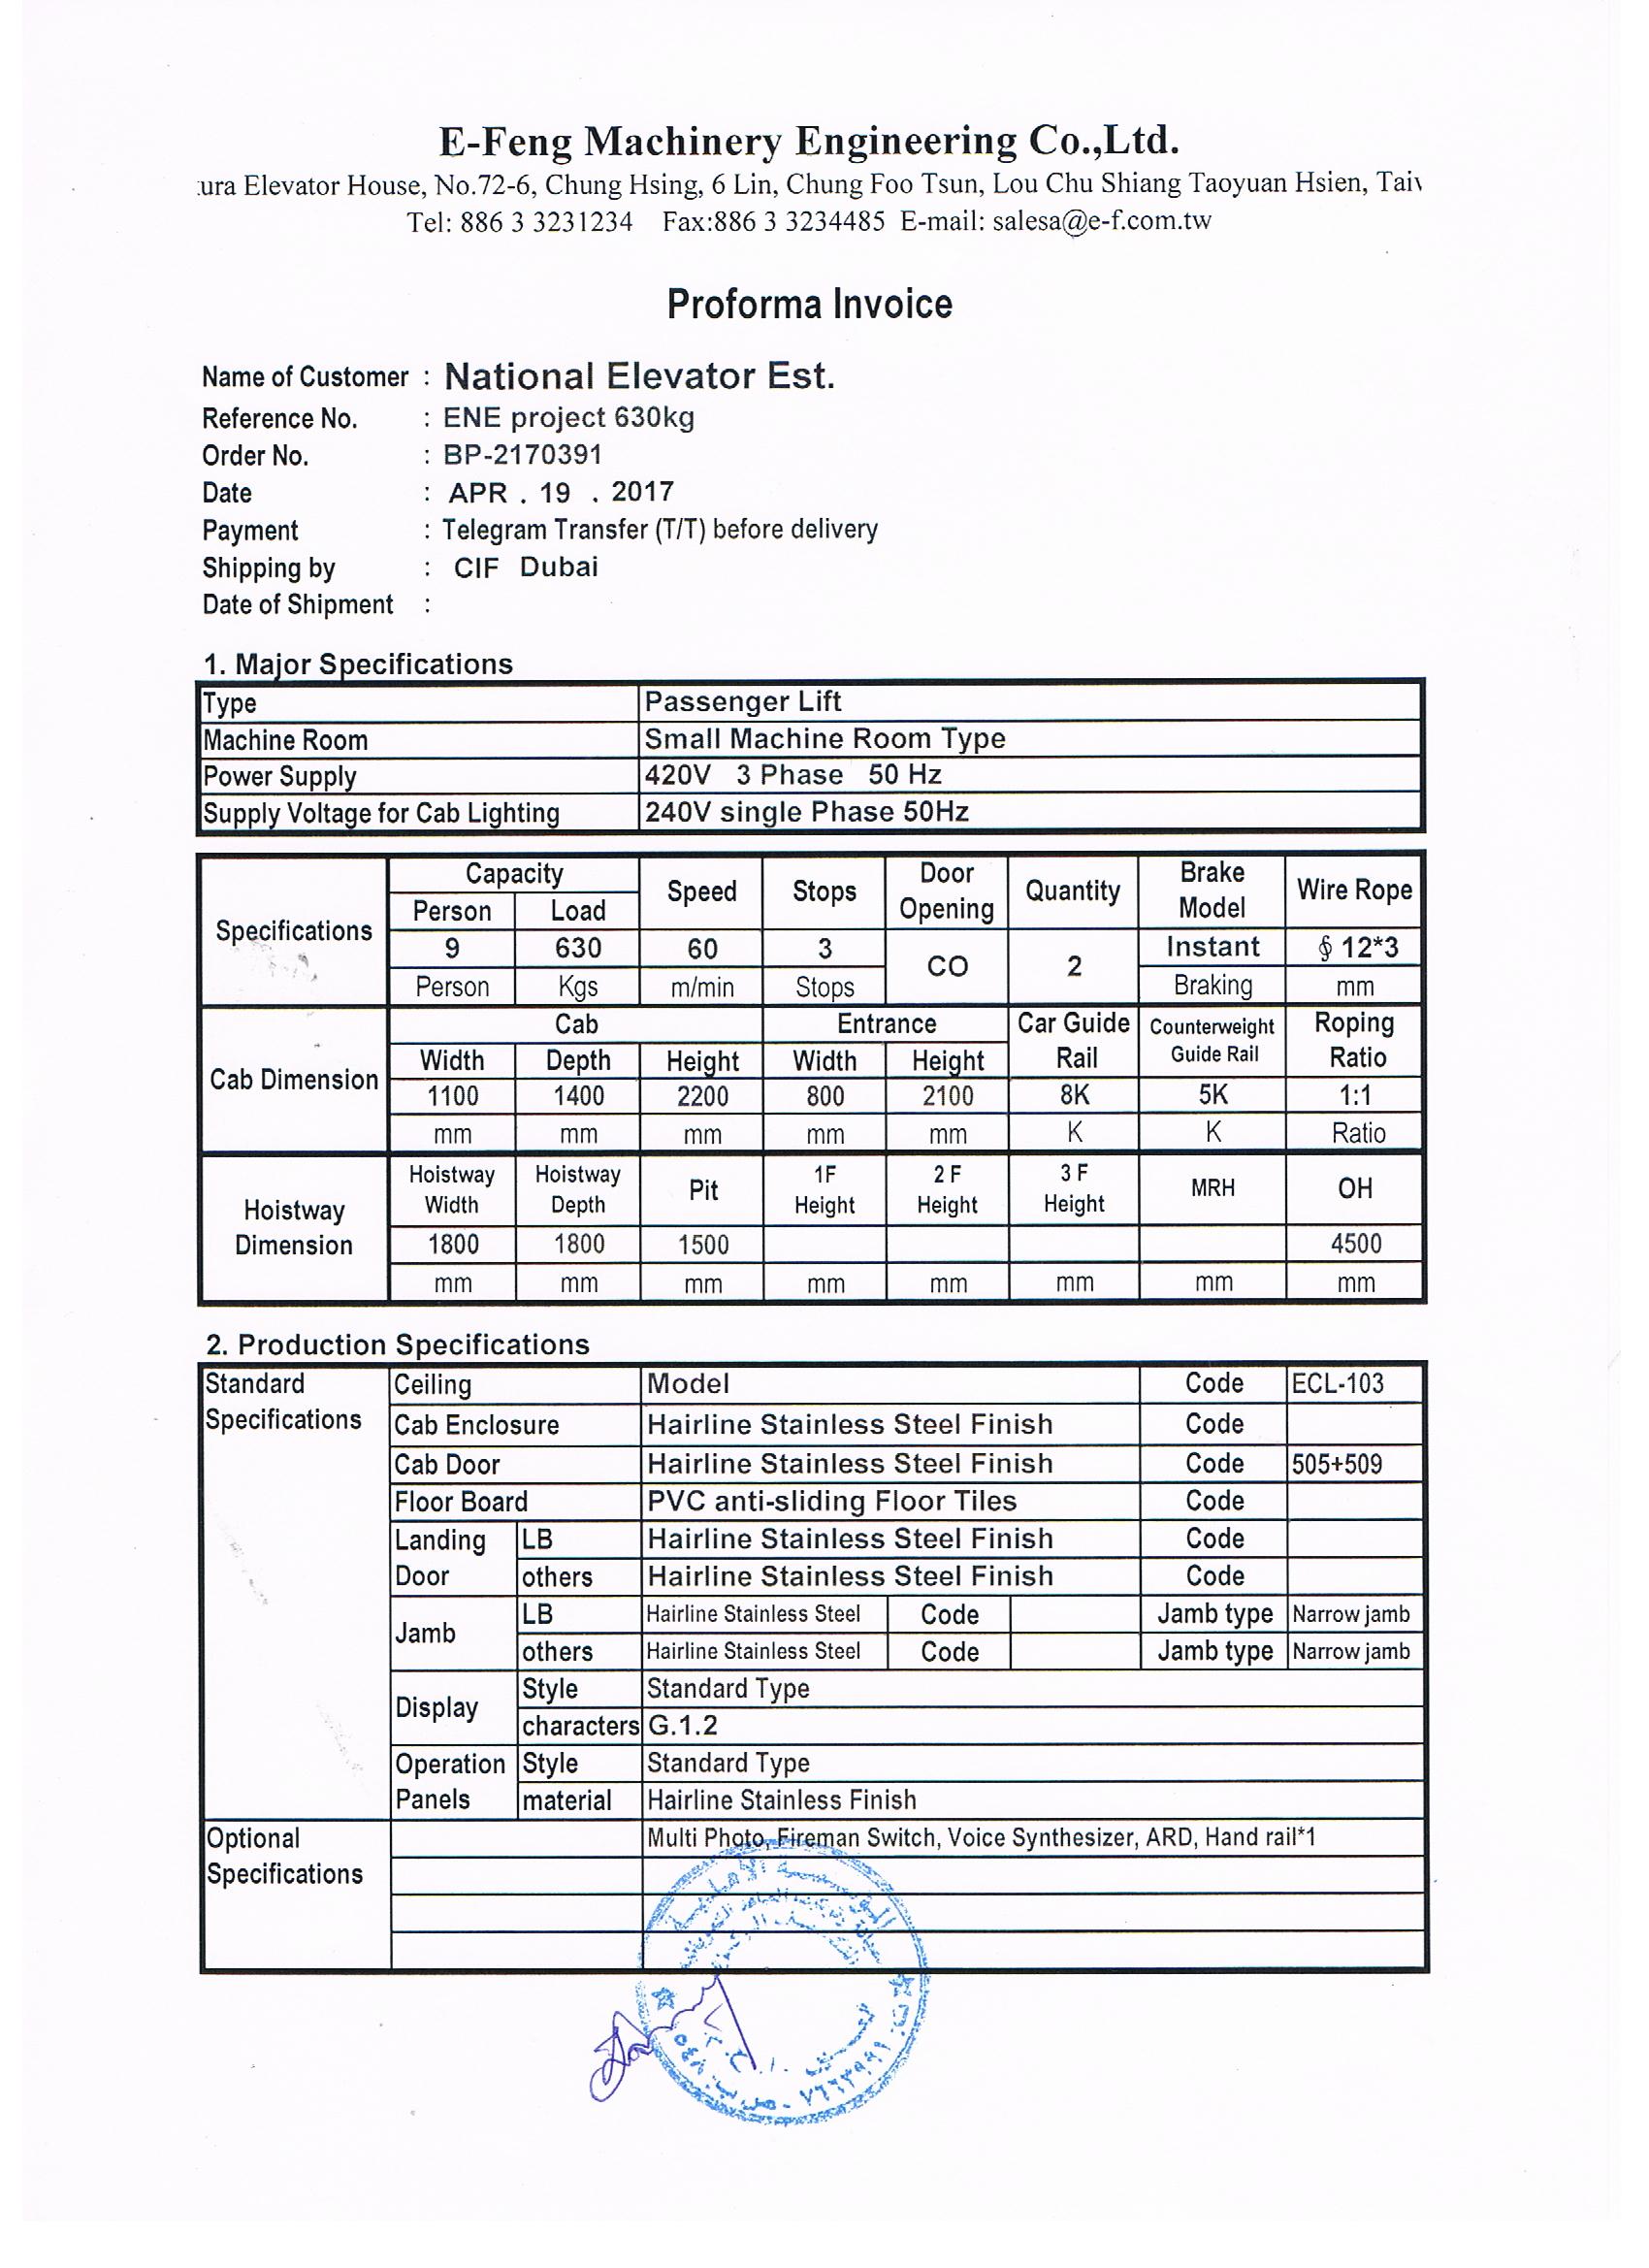 E-Feng Machinery Engineering Co.,Ltd.
:ura Elevator House, No.72-6, Chung Hsing, 6 Lin, Chung Foo Tsun, Lou Chu Shiang Taoyuan Hsien, Taiv
Tel: 886 3 3231234 Fax:886 3 3234485 E-mail: salesa@e-f.com.tw
Proforma Invoice
Name of Customer : National Elevator Est.
Reference No. : ENE project 630kg
Order No. : BP-2170391
Date : APR . 19 . 2017
Payment : Telegram Transfer (T/T) before delivery
Shipping by : CIF Dubai
Date of Shipment :
1. Major Specifications
Type Passenger Lift
Machine Room Small Machine Room Type
Power Supply 420V 3 Phase 50 Hz
Supply Voltage for Cab Lighting 240V single Phase 50Hz
Specifications Capacity Speed Stops Door Opening Quantity Brake Model Wire Rope
Person Load
9 630 60 3 CO 2 Instant ∮ 12*3
Person Kgs m/min Stops Braking mm
Cab Dimension Cab Entrance Car Guide Rail Counterweight Guide Rail Roping Ratio
Width Depth Height Width Height
1100 1400 2200 800 2100 8K 5K 1:1
mm mm mm mm mm K K Ratio
Hoistway Dimension Hoistway Width Hoistway Depth Pit 1F Height 2 F Height 3 F Height MRH OH
1800 1800 1500 4500
mm mm mm mm mm mm mm mm
2. Production Specifications
Standard Specifications Ceiling Model Code ECL-103
Cab Enclosure Hairline Stainless Steel Finish Code
Cab Door Hairline Stainless Steel Finish Code 505+509
Floor Board PVC anti-sliding Floor Tiles Code
Landing Door LB Hairline Stainless Steel Finish Code
others Hairline Stainless Steel Finish Code
Jamb LB Hairline Stainless Steel Code Jamb type Narrow jamb
others Hairline Stainless Steel Code Jamb type Narrow jamb
Display Style Standard Type
characters G.1.2
Operation Panels Style Standard Type
material Hairline Stainless Finish
Optional Specifications Multi Photo, Fireman Switch, Voice Synthesizer, ARD, Hand rail*1